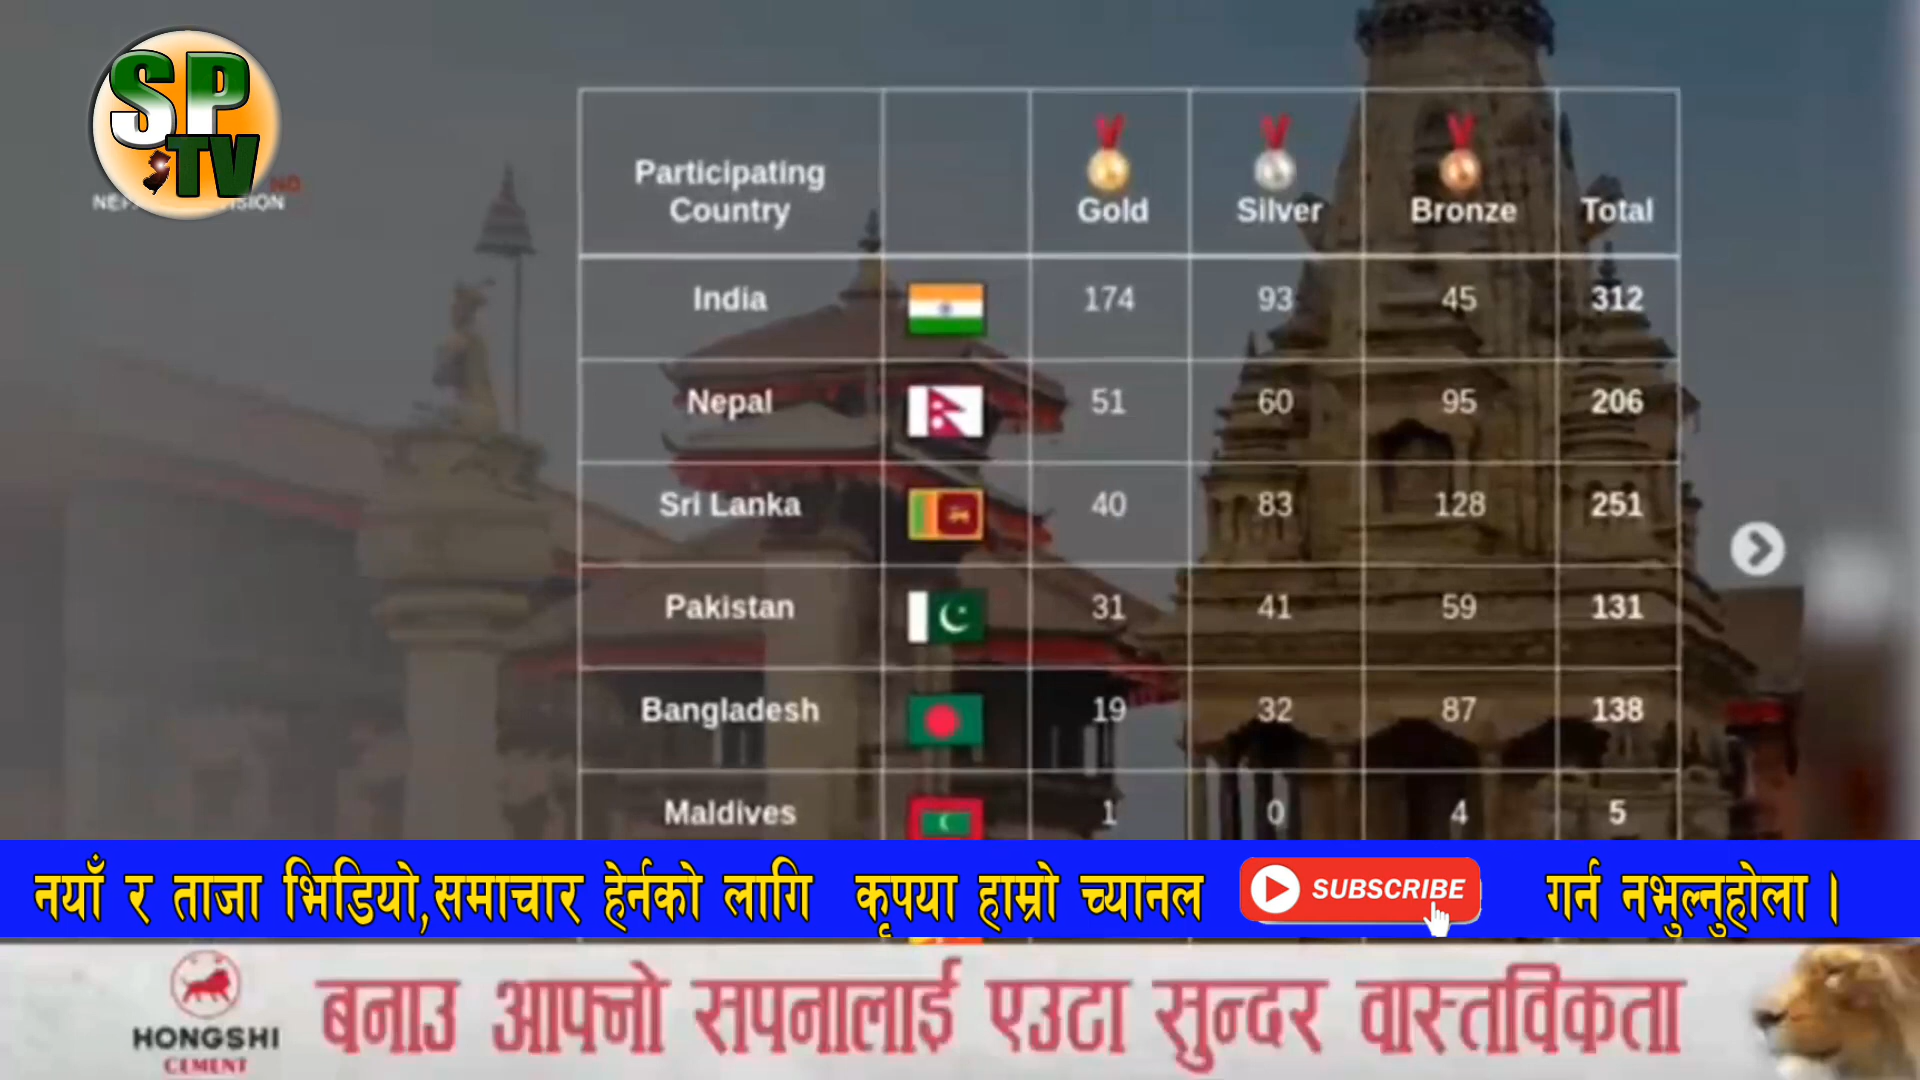 SP
TV
Participating Country Gold Silver Bronze Total
India 174 93 45 312
Nepal 51 60 95 206
Sri Lanka 40 83 128 251
Pakistan 31 41 59 131
Bangladesh 19 32 87 138
Maldives 1 0 4 5
नयाँ र ताजा भिडियो,समाचार हेर्नको लागि कृपया हाम्रो च्यानल SUBSCRIBE गर्न नभुल्नुहोला ।
HONGSHI
CEMENT
बनाउ आफ्नो सपनालाई एउटा सुन्दर वास्तविकता